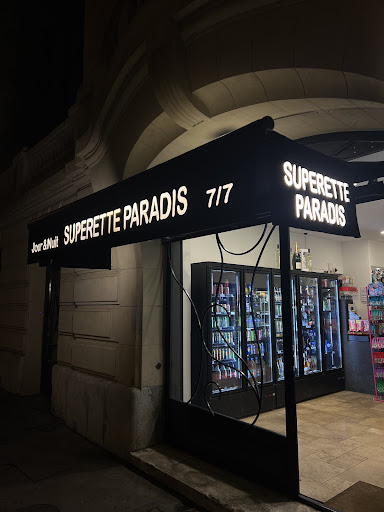 Jour&Nuit SUPERETTE PARADIS 7/7
SUPERETTE
PARADIS